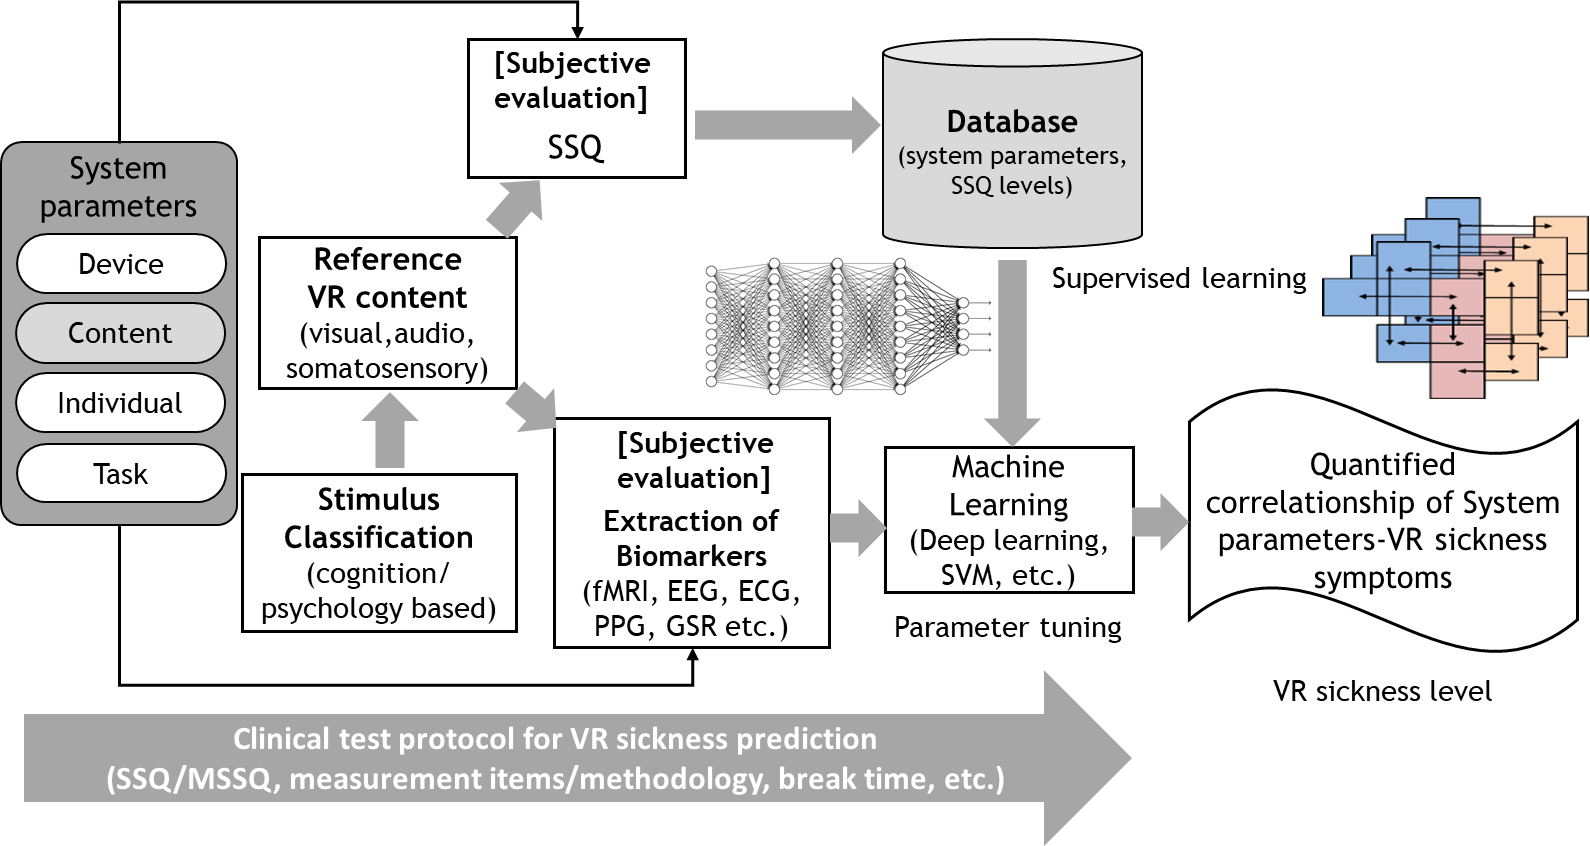 System
parameters
Device
Content
Individual
Task
[Subjective
evaluation]
SSQ
Reference
VR content
(visual,audio,
somatosensory)
Stimulus
Classification
(cognition/
psychology based)
[Subjective
evaluation]
Extraction of
Biomarkers
(fMRI, EEG, ECG,
PPG, GSR etc.)
Database
(system parameters,
SSQ levels)
Supervised learning
Machine
Learning
(Deep learning,
SVM, etc.)
Parameter tuning
Quantified
correlationship of System
parameters-VR sickness
symptoms
VR sickness level
Clinical test protocol for VR sickness prediction
(SSQ/MSSQ, measurement items/methodology, break time, etc.)